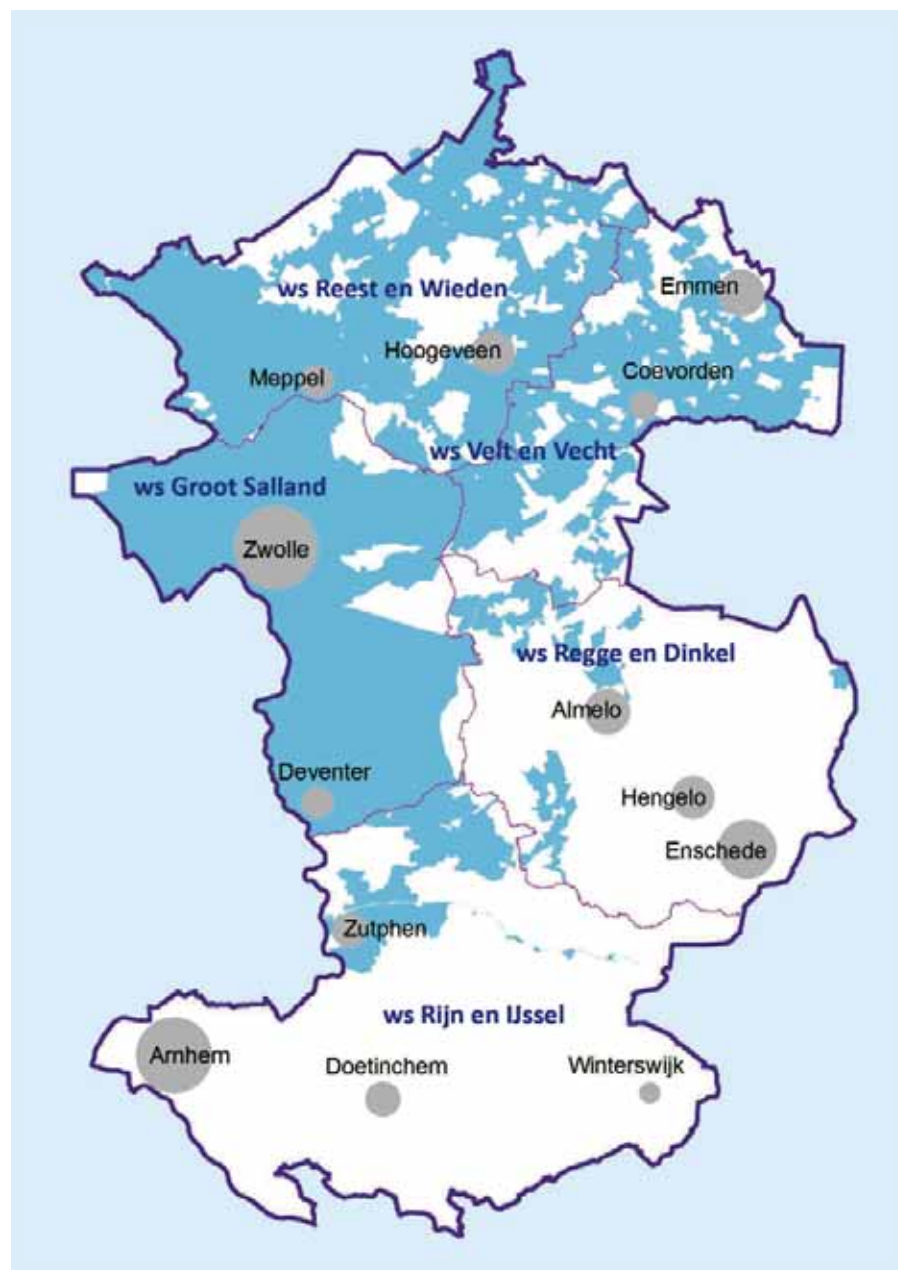 Emmen
ws Reest en Wieden
Hoogeveen
Coevorden
Meppel
ws Velt en Vecht
ws Groot Salland
Zwolle
ws Regge en Dinkel
Almelo
Deventer
Hengelo
Enschede
Zutphen
ws Rijn en IJssel
Arnhem
Doetinchem
Winterswijk